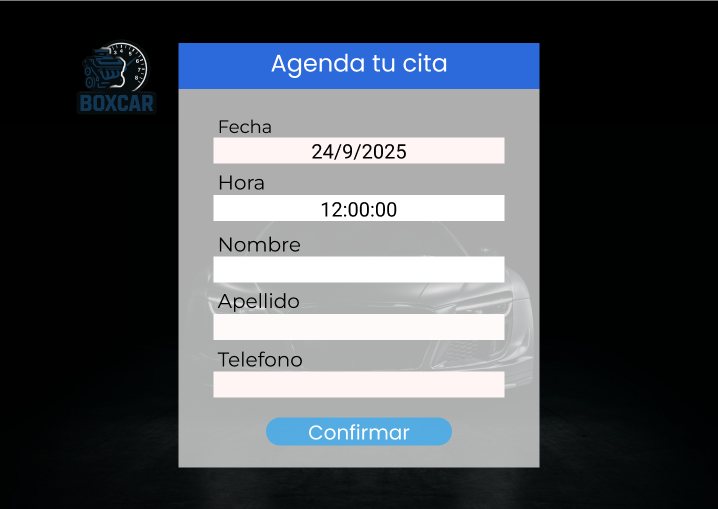 BOXCAR
Agenda tu cita
Fecha
24/9/2025
Hora
12:00:00
Nombre
Apellido
Telefono
Confirmar